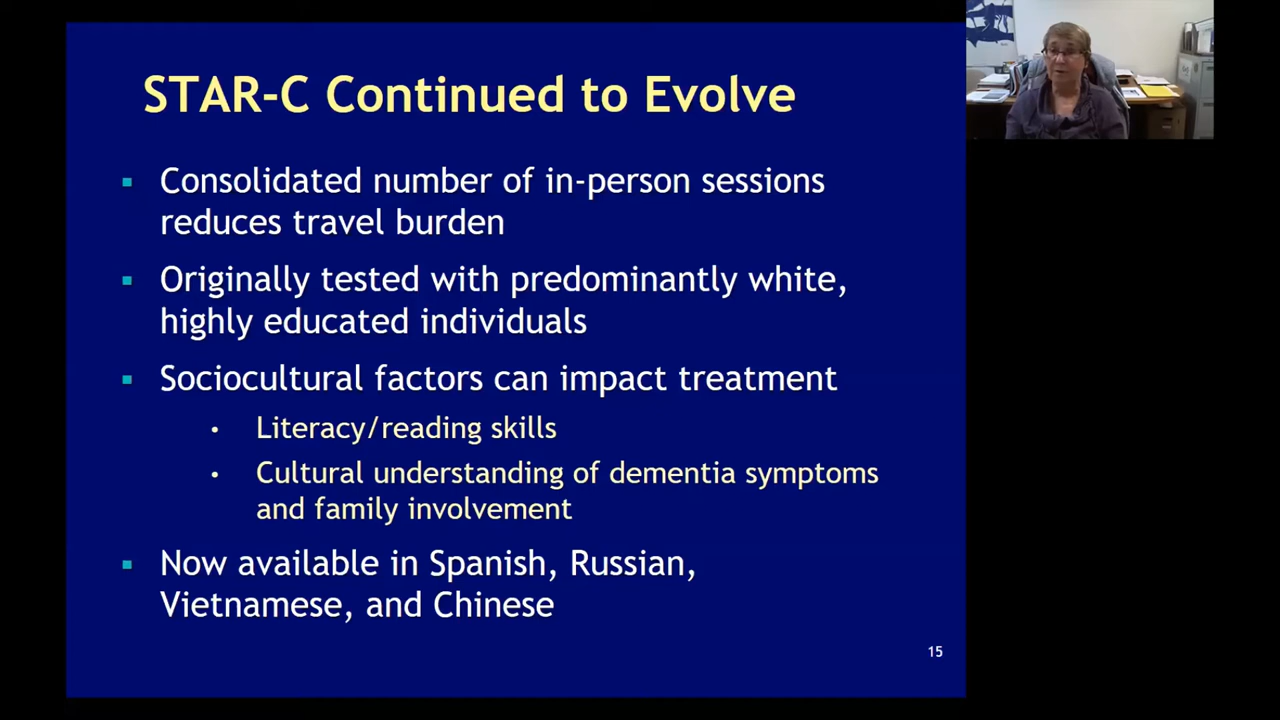 STAR-C Continued to Evolve
▪ Consolidated number of in-person sessions
reduces travel burden
▪ Originally tested with predominantly white,
highly educated individuals
▪ Sociocultural factors can impact treatment
• Literacy/reading skills
• Cultural understanding of dementia symptoms
and family involvement
▪ Now available in Spanish, Russian,
Vietnamese, and Chinese
15